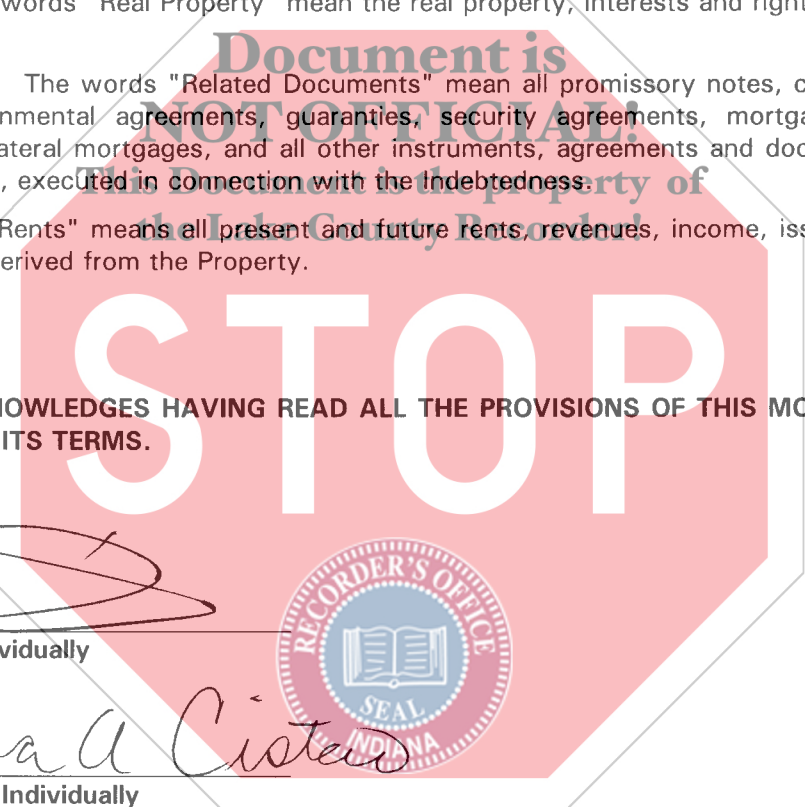 words "Real Property" mean the real property, interests and right
Document is
The words "Related Documents" mean all promissory notes, c
nmental agreements, guaranties, security agreements, mortga
NOT OFFICIAL!
ateral mortgages, and all other instruments, agreements and doc
, executed in connection with the Indebtedness.
This Document is the property of
Rents" means all present and future rents, revenues, income, iss
the Lake County Recorder!
erived from the Property.
STOP
NOWLEDGES HAVING READ ALL THE PROVISIONS OF THIS MO
ITS TERMS.
RECORDER'S OFFICE
SEAL
INDIANA
vidually
a A Cisten
Individually